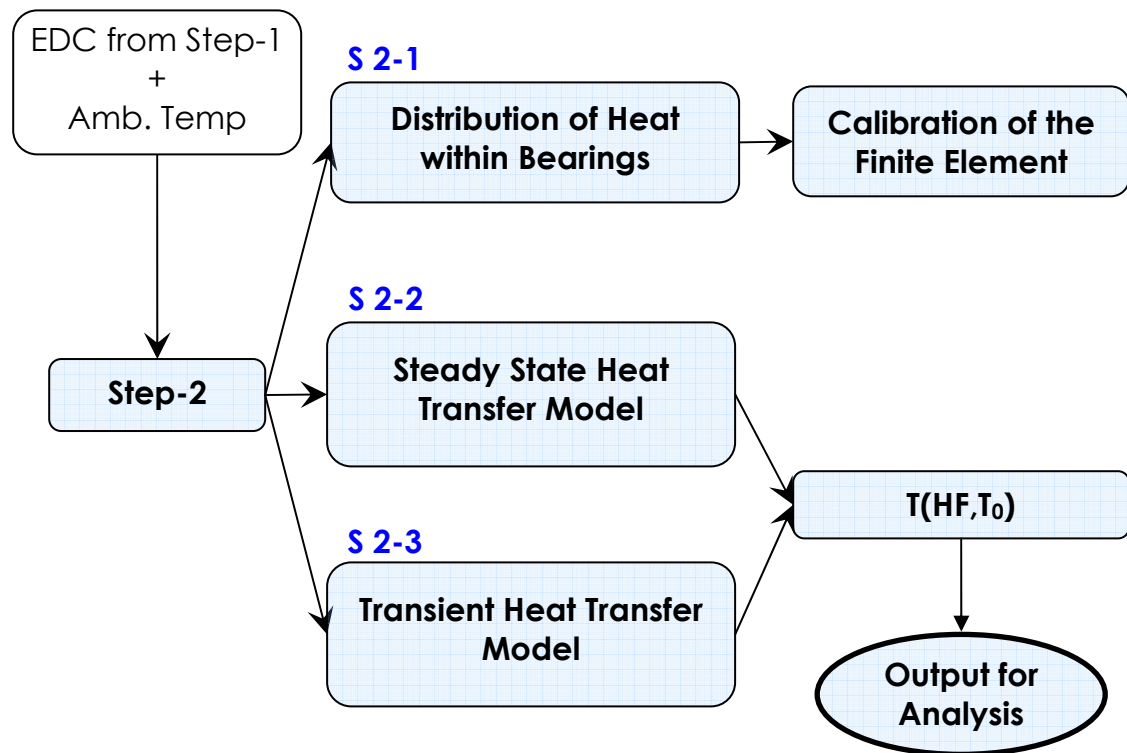 EDC from Step-1
+
Amb. Temp
S 2-1
Distribution of Heat
within Bearings
Calibration of the
Finite Element
S 2-2
Steady State Heat
Transfer Model
Step-2
S 2-3
Transient Heat Transfer
Model
T(HF,T₀)
Output for
Analysis